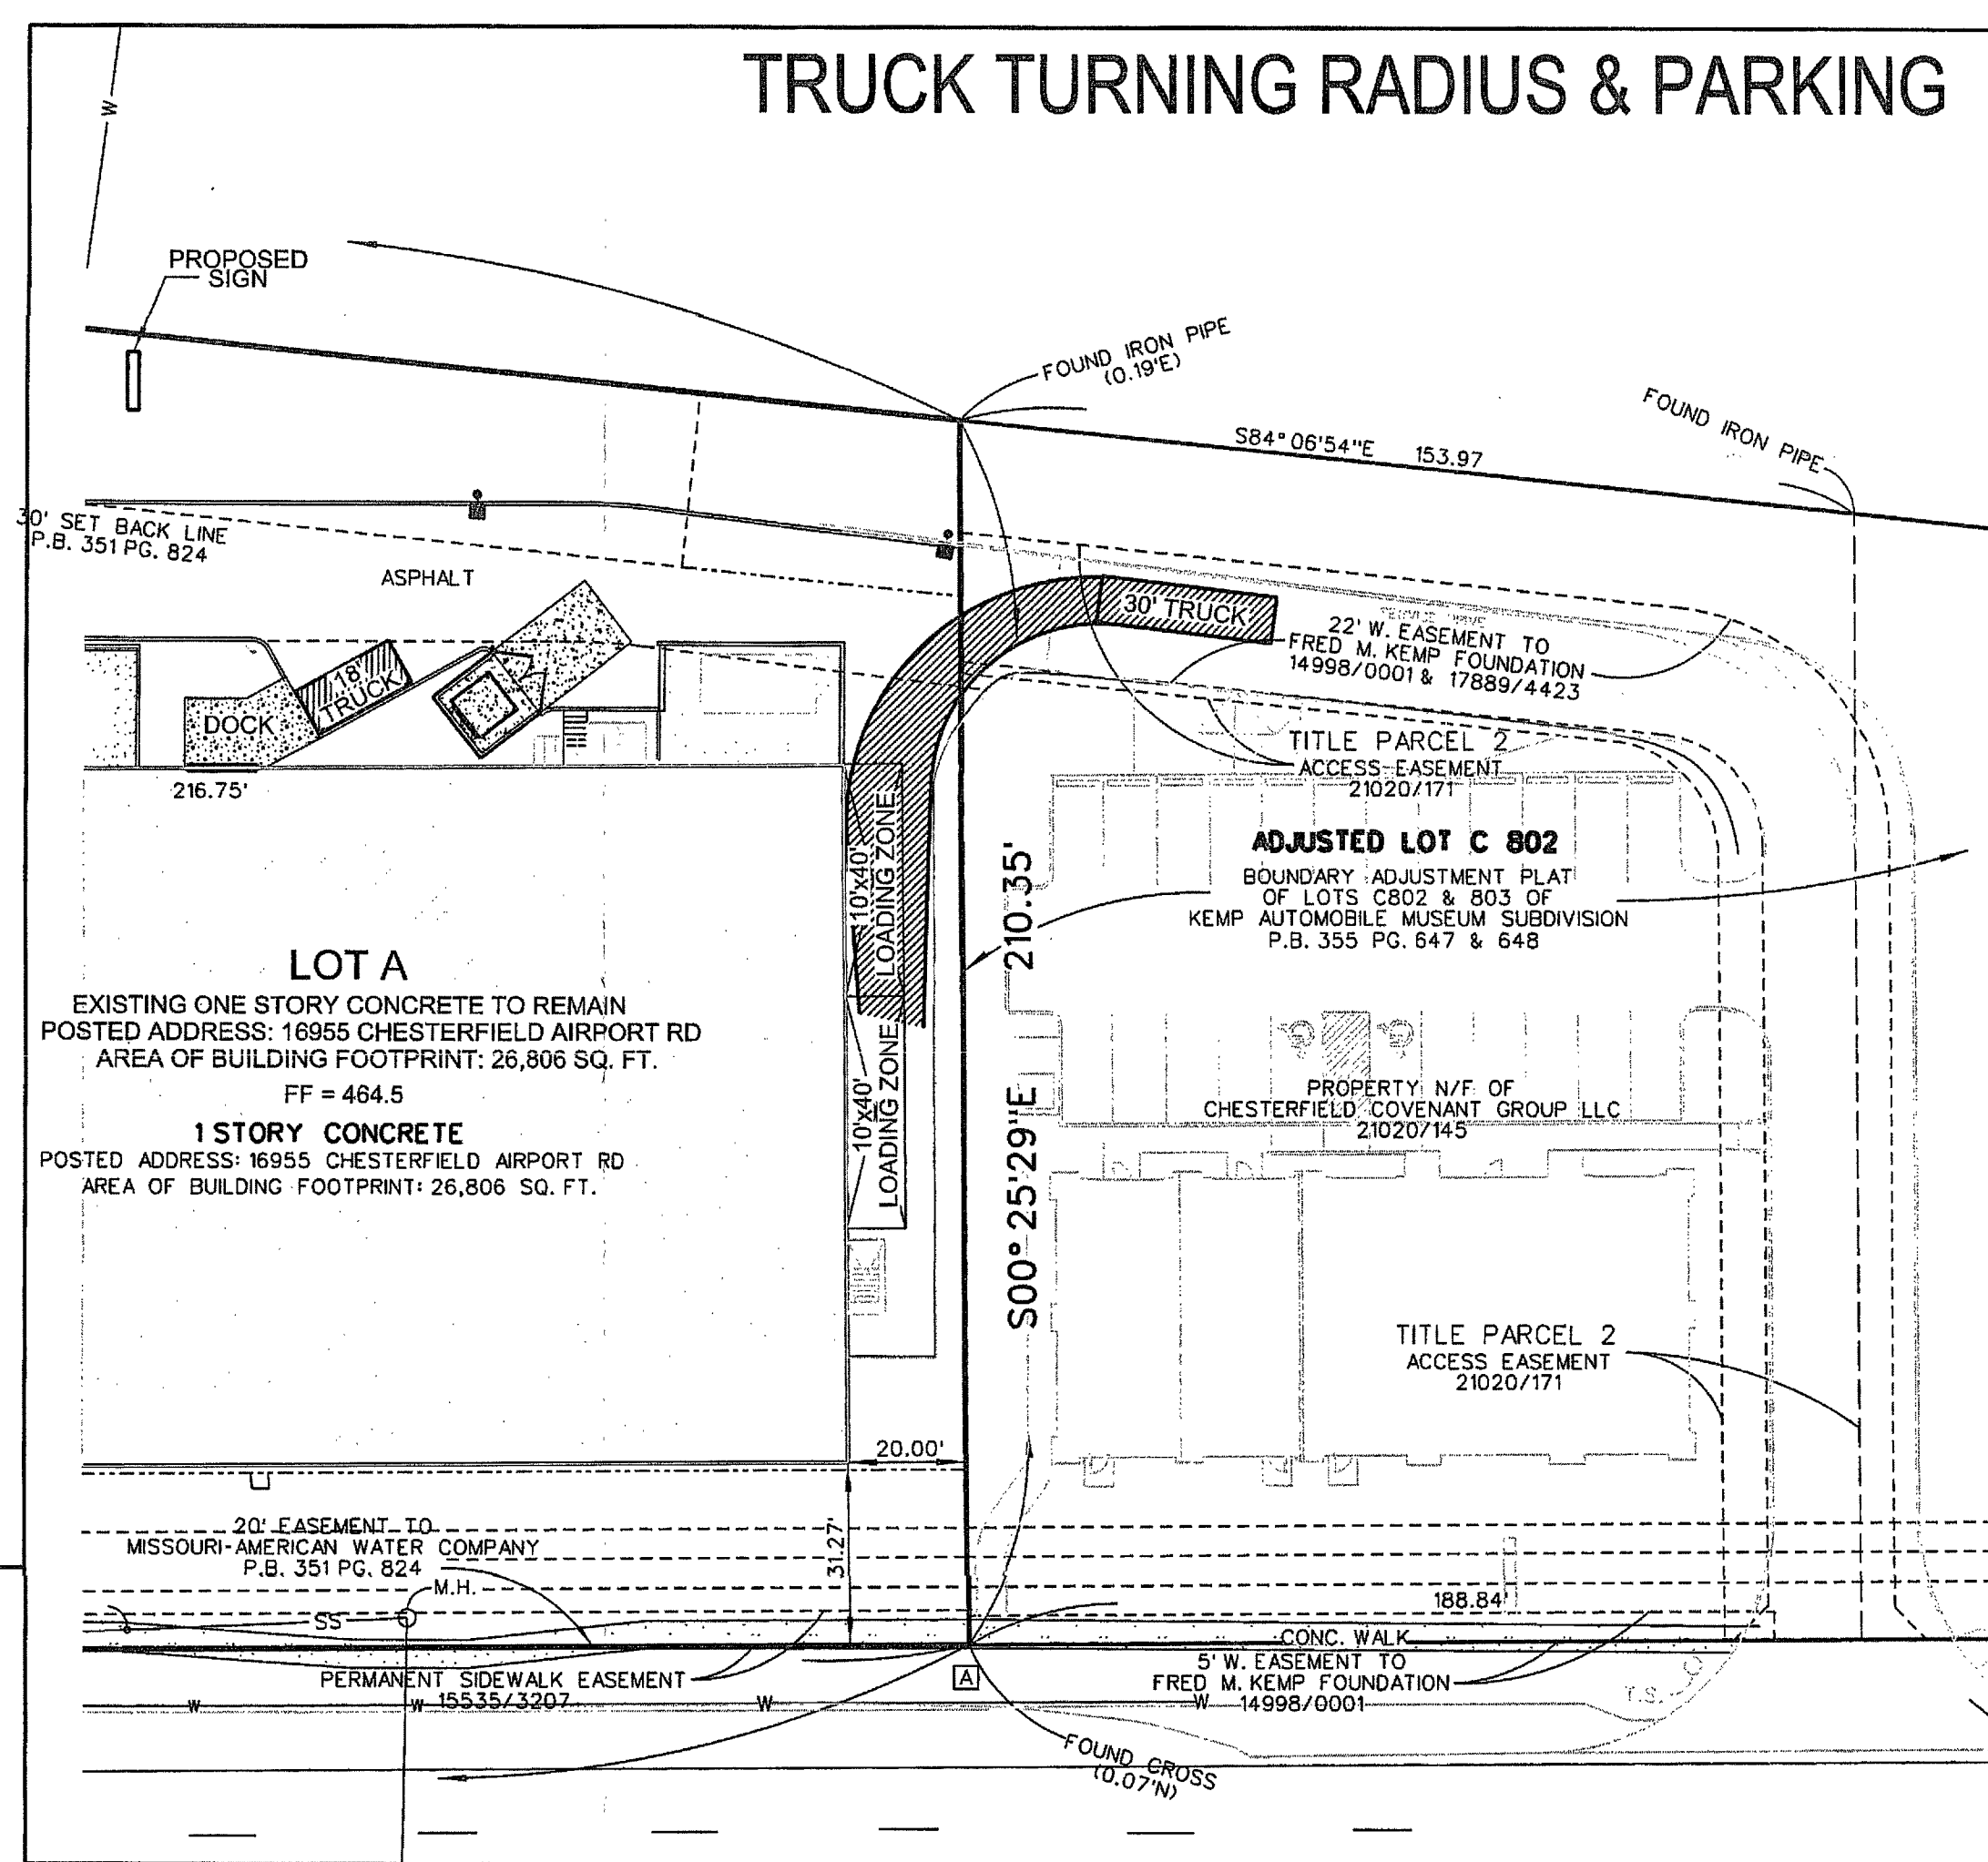 TRUCK TURNING RADIUS & PARKING
W
PROPOSED
SIGN
FOUND IRON PIPE
(0.19'E)
FOUND IRON PIPE
S84°06'54"E 153.97
30' SET BACK LINE
P.B. 351 PG. 824
ASPHALT
30' TRUCK
22' W. EASEMENT TO
FRED M. KEMP FOUNDATION
14998/0001 & 17889/4423
18'
TRUCK
DOCK
216.75'
TITLE PARCEL 2
ACCESS EASEMENT
21020/171
10'x40'
LOADING ZONE
210.35'
ADJUSTED LOT C 802
BOUNDARY ADJUSTMENT PLAT
OF LOTS C802 & 803 OF
KEMP AUTOMOBILE MUSEUM SUBDIVISION
P.B. 355 PG. 647 & 648
LOT A
EXISTING ONE STORY CONCRETE TO REMAIN
POSTED ADDRESS: 16955 CHESTERFIELD AIRPORT RD
AREA OF BUILDING FOOTPRINT: 26,806 SQ. FT.
FF = 464.5
1 STORY CONCRETE
POSTED ADDRESS: 16955 CHESTERFIELD AIRPORT RD
AREA OF BUILDING FOOTPRINT: 26,806 SQ. FT.
10'x40'
LOADING ZONE
S00°25'29"E
PROPERTY N/F OF
CHESTERFIELD COVENANT GROUP LLC
21020/145
TITLE PARCEL 2
ACCESS EASEMENT
21020/171
20.00'
31.27'
20' EASEMENT TO
MISSOURI-AMERICAN WATER COMPANY
P.B. 351 PG. 824
M.H.
SS
188.84'
CONC. WALK
PERMANENT SIDEWALK EASEMENT
15535/3207
A
5' W. EASEMENT TO
FRED M. KEMP FOUNDATION
14998/0001
W W W W
T.S.
FOUND CROSS
(0.07'N)